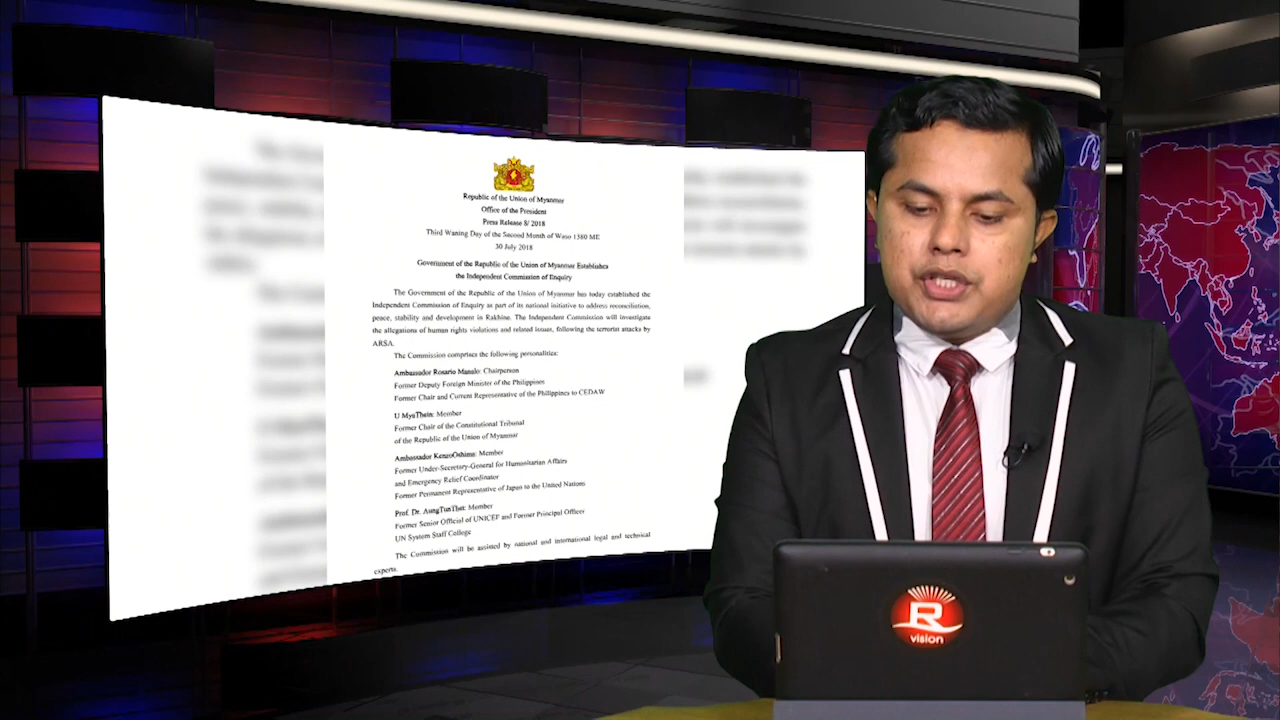 Republic of the Union of Myanmar
Office of the President
Press Release 8/ 2018
Third Waning Day of the Second Month of Waso 1380 ME
30 July 2018
Government of the Republic of the Union of Myanmar Establishes
the Independent Commission of Enquiry
The Government of the Republic of the Union of Myanmar has today established the
Independent Commission of Enquiry as part of its national initiative to address reconciliation,
peace, stability and development in Rakhine. The Independent Commission will investigate
the allegations of human rights violations and related issues, following the terrorist attacks by
ARSA.
The Commission comprises the following personalities:
Ambassador Rosario Manalo: Chairperson
Former Deputy Foreign Minister of the Philippines
Former Chair and Current Representative of the Philippines to CEDAW
U MyaThein: Member
Former Chair of the Constitutional Tribunal
of the Republic of the Union of Myanmar
Ambassador KenzoOshima: Member
Former Under-Secretary-General for Humanitarian Affairs
and Emergency Relief Coordinator
Former Permanent Representative of Japan to the United Nations
Prof. Dr. AungTunThet: Member
Former Senior Official of UNICEF and Former Principal Officer
UN System Staff College
The Commission will be assisted by national and international legal and technical
experts.
R
vision